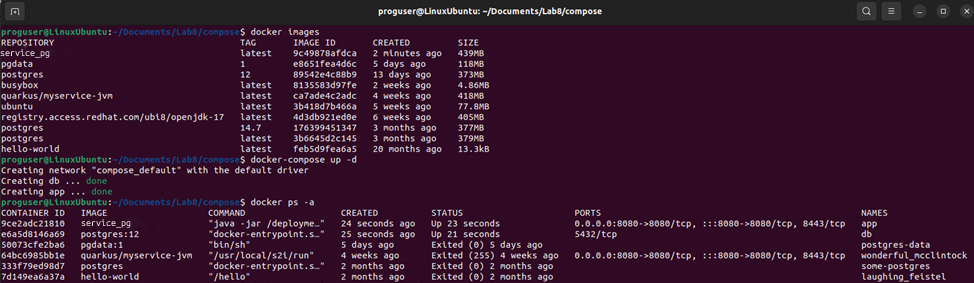 proguser@LinuxUbuntu: ~/Documents/Lab8/compose
proguser@LinuxUbuntu:~/Documents/Lab8/compose$ docker images
REPOSITORY TAG IMAGE ID CREATED SIZE
service_pg latest 9c49878afdca 2 minutes ago 439MB
pgdata 1 e8651fea4d6c 5 days ago 118MB
postgres 12 89542e4c88b9 13 days ago 373MB
busybox latest 8135583d97fe 2 weeks ago 4.86MB
quarkus/myservice-jvm latest ca7ade4c2adc 4 weeks ago 418MB
ubuntu latest 3b418d7b466a 5 weeks ago 77.8MB
registry.access.redhat.com/ubi8/openjdk-17 latest 4d3db921ed0e 6 weeks ago 405MB
postgres 14.7 176399451347 3 months ago 377MB
postgres latest 3b6645d2c145 3 months ago 379MB
hello-world latest feb5d9fea6a5 20 months ago 13.3kB
proguser@LinuxUbuntu:~/Documents/Lab8/compose$ docker-compose up -d
Creating network "compose_default" with the default driver
Creating db ... done
Creating app ... done
proguser@LinuxUbuntu:~/Documents/Lab8/compose$ docker ps -a
CONTAINER ID IMAGE COMMAND CREATED STATUS PORTS NAMES
9ce2adc21810 service_pg "java -jar /deployme…" 24 seconds ago Up 23 seconds 0.0.0.0:8080->8080/tcp, :::8080->8080/tcp, 8443/tcp app
e6a5d8146a69 postgres:12 "docker-entrypoint.s…" 25 seconds ago Up 21 seconds 5432/tcp db
50073cfe2ba6 pgdata:1 "bin/sh" 5 days ago Exited (0) 5 days ago postgres-data
64bc6985bb1e quarkus/myservice-jvm "/usr/local/s2i/run" 4 weeks ago Exited (255) 4 weeks ago 0.0.0.0:8080->8080/tcp, :::8080->8080/tcp, 8443/tcp wonderful_mcclintock
333f79ed98d7 postgres "docker-entrypoint.s…" 2 months ago Exited (0) 2 months ago some-postgres
7d149ea6a37a hello-world "/hello" 2 months ago Exited (0) 2 months ago laughing_feistel